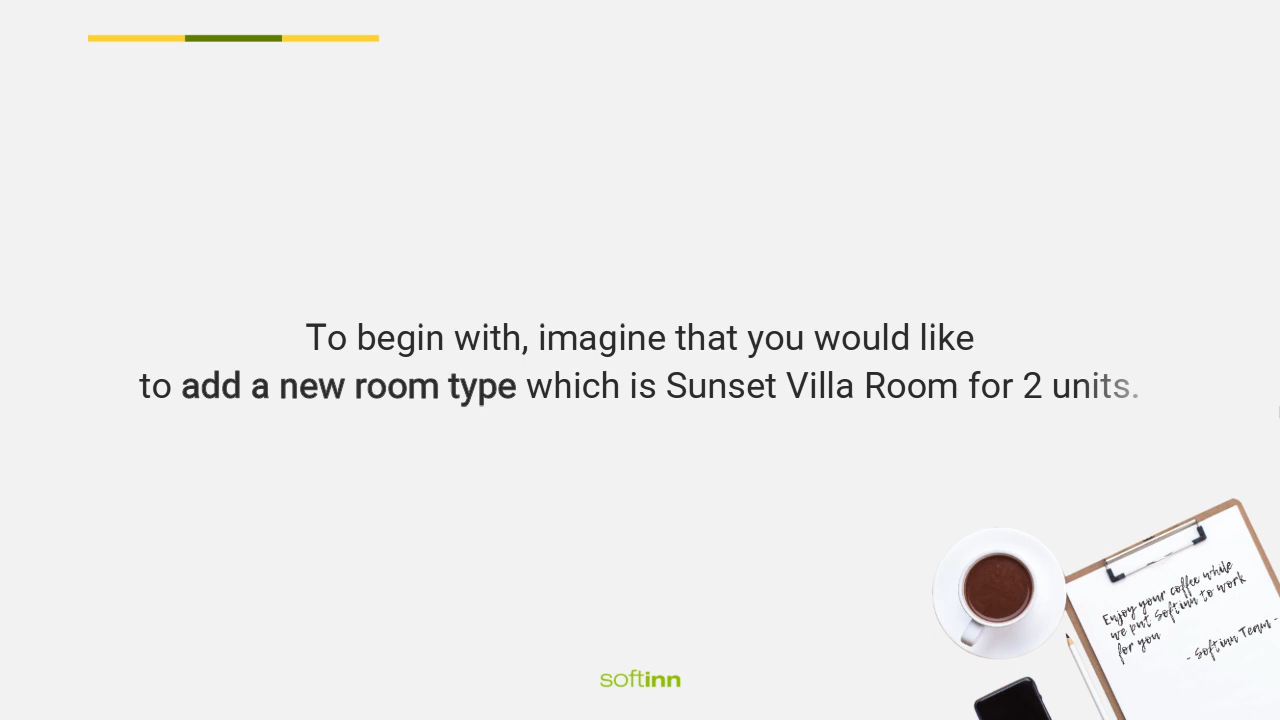 To begin with, imagine that you would like
to add a new room type which is Sunset Villa Room for 2 units.
Enjoy your coffee while
we put Softinn to work
for you
- Softinn Team -
softinn